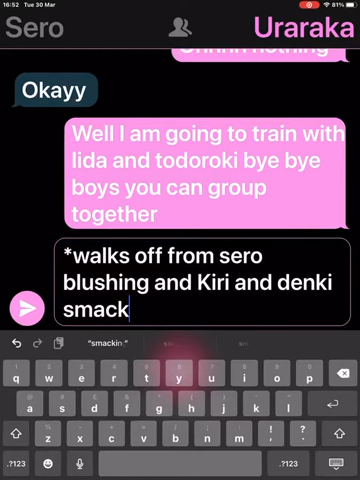 16:52 Tue 30 Mar 81%
Sero Uraraka
nothing
Okayy
Well I am going to train with
Iida and todoroki bye bye
boys you can group
together
*walks off from sero
blushing and Kiri and denki
smack
q w e r t y u i o p
a s d f g h j k l
z x c v b n m ! , ? .
.?123 .?123